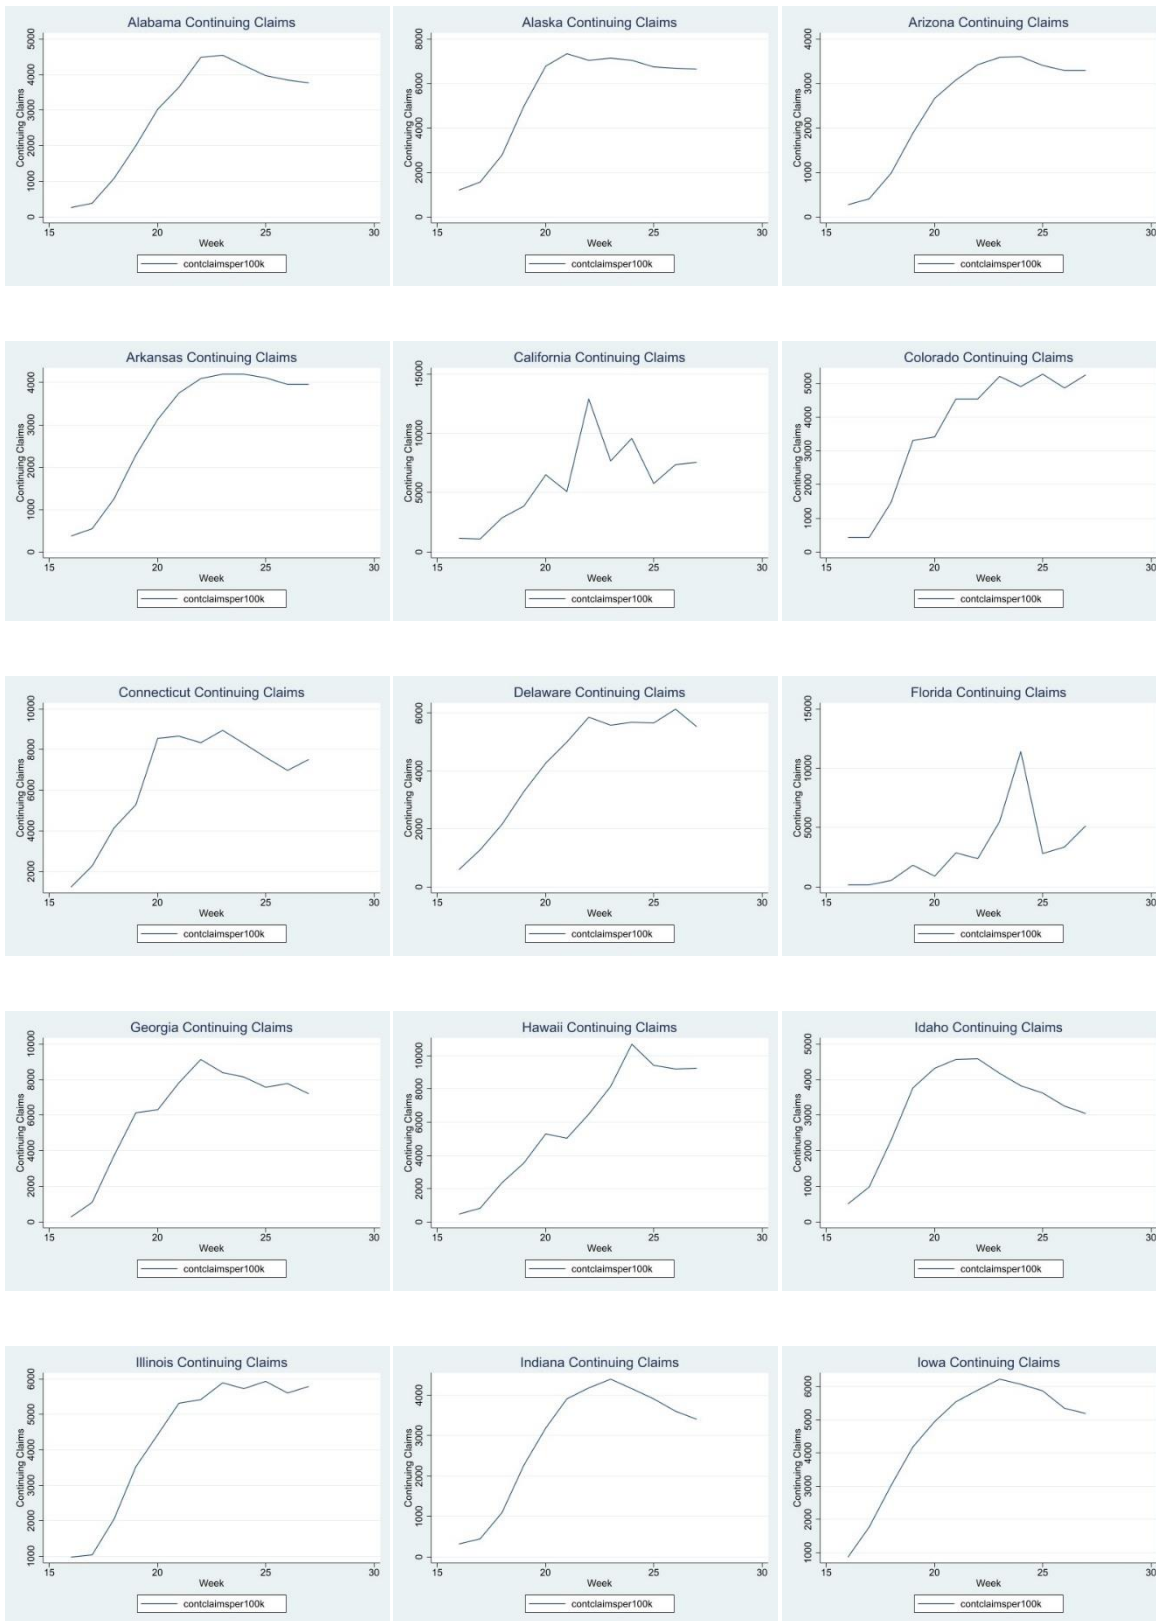 Alabama Continuing Claims
Continuing Claims
5000
4000
3000
2000
1000
0
15 20 25 30
Week
contclaimsper100k
Alaska Continuing Claims
Continuing Claims
8000
6000
4000
2000
0
15 20 25 30
Week
contclaimsper100k
Arizona Continuing Claims
Continuing Claims
4000
3000
2000
1000
0
15 20 25 30
Week
contclaimsper100k
Arkansas Continuing Claims
Continuing Claims
4000
3000
2000
1000
0
15 20 25 30
Week
contclaimsper100k
California Continuing Claims
Continuing Claims
15000
10000
5000
0
15 20 25 30
Week
contclaimsper100k
Colorado Continuing Claims
Continuing Claims
5000
4000
3000
2000
1000
0
15 20 25 30
Week
contclaimsper100k
Connecticut Continuing Claims
Continuing Claims
10000
8000
6000
4000
2000
15 20 25 30
Week
contclaimsper100k
Delaware Continuing Claims
Continuing Claims
6000
4000
2000
0
15 20 25 30
Week
contclaimsper100k
Florida Continuing Claims
Continuing Claims
15000
10000
5000
0
15 20 25 30
Week
contclaimsper100k
Georgia Continuing Claims
Continuing Claims
10000
8000
6000
4000
2000
0
15 20 25 30
Week
contclaimsper100k
Hawaii Continuing Claims
Continuing Claims
10000
8000
6000
4000
2000
0
15 20 25 30
Week
contclaimsper100k
Idaho Continuing Claims
Continuing Claims
5000
4000
3000
2000
1000
0
15 20 25 30
Week
contclaimsper100k
Illinois Continuing Claims
Continuing Claims
6000
5000
4000
3000
2000
1000
15 20 25 30
Week
contclaimsper100k
Indiana Continuing Claims
Continuing Claims
4000
3000
2000
1000
0
15 20 25 30
Week
contclaimsper100k
Iowa Continuing Claims
Continuing Claims
6000
5000
4000
3000
2000
1000
15 20 25 30
Week
contclaimsper100k